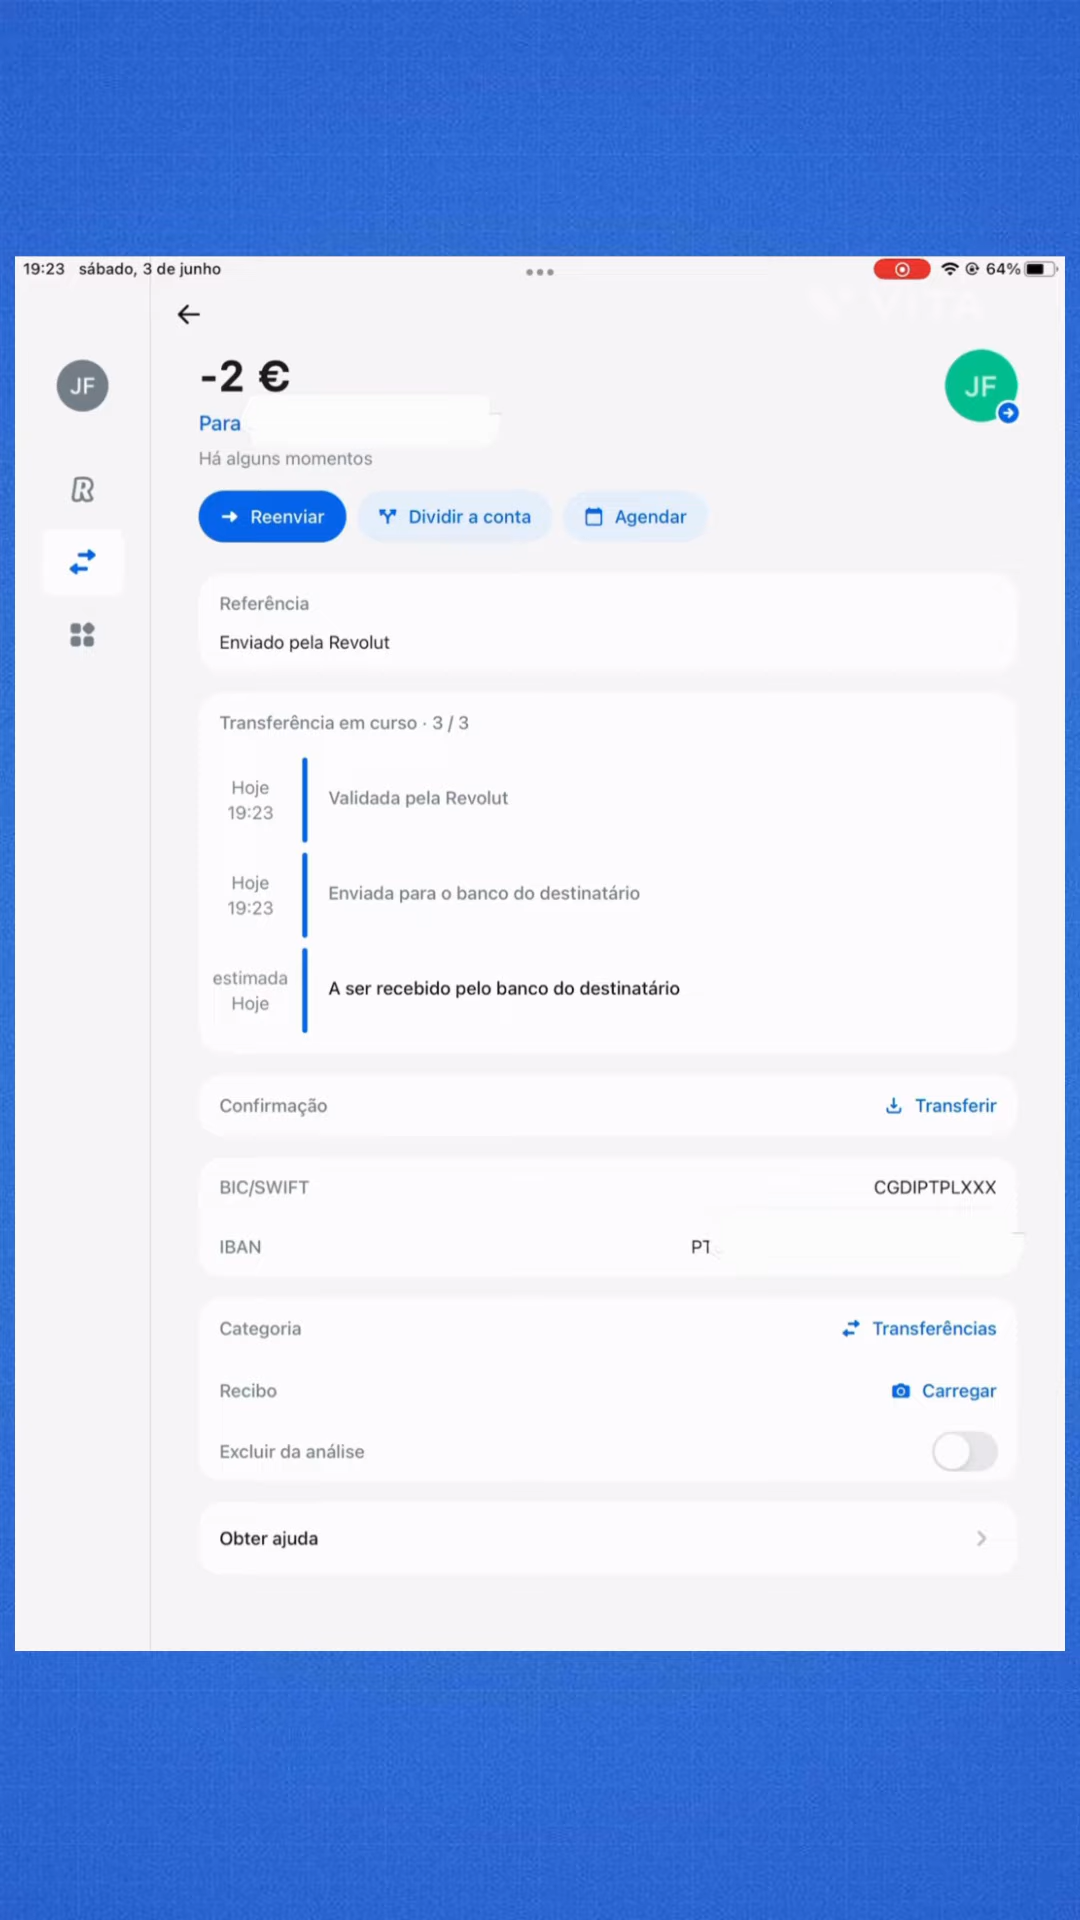 19:23 sábado, 3 de junho
64%
VITA
JF
-2 €
JF
Para
Há alguns momentos
R
Reenviar
Dividir a conta
Agendar
Referência
Enviado pela Revolut
Transferência em curso · 3 / 3
Hoje
19:23
Validada pela Revolut
Hoje
19:23
Enviada para o banco do destinatário
estimada
Hoje
A ser recebido pelo banco do destinatário
Confirmação
Transferir
BIC/SWIFT
CGDIPTPLXXX
IBAN
PT
Categoria
Transferências
Recibo
Carregar
Excluir da análise
Obter ajuda